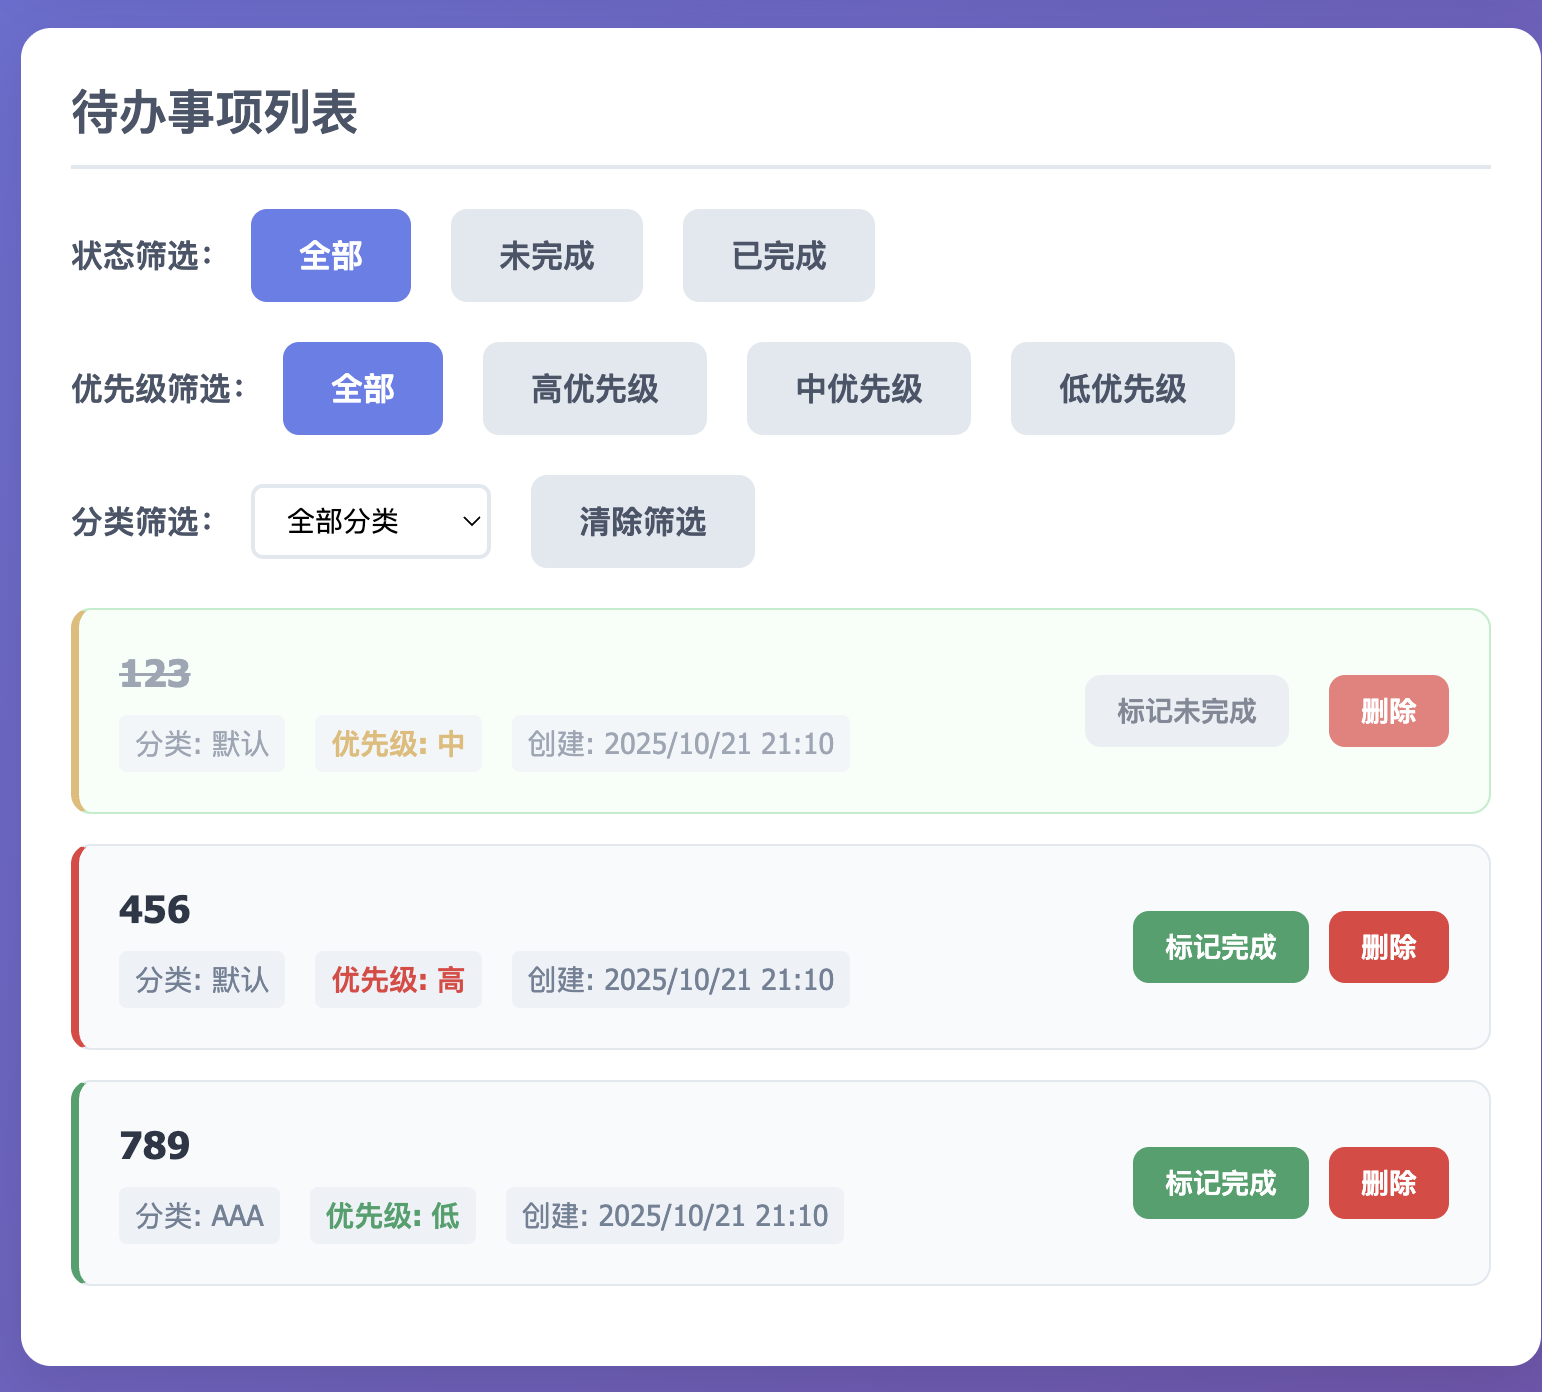 待办事项列表
状态筛选： 全部 未完成 已完成
优先级筛选： 全部 高优先级 中优先级 低优先级
分类筛选： 全部分类 清除筛选
123
分类: 默认 优先级: 中 创建: 2025/10/21 21:10 标记未完成 删除
456
分类: 默认 优先级: 高 创建: 2025/10/21 21:10 标记完成 删除
789
分类: AAA 优先级: 低 创建: 2025/10/21 21:10 标记完成 删除